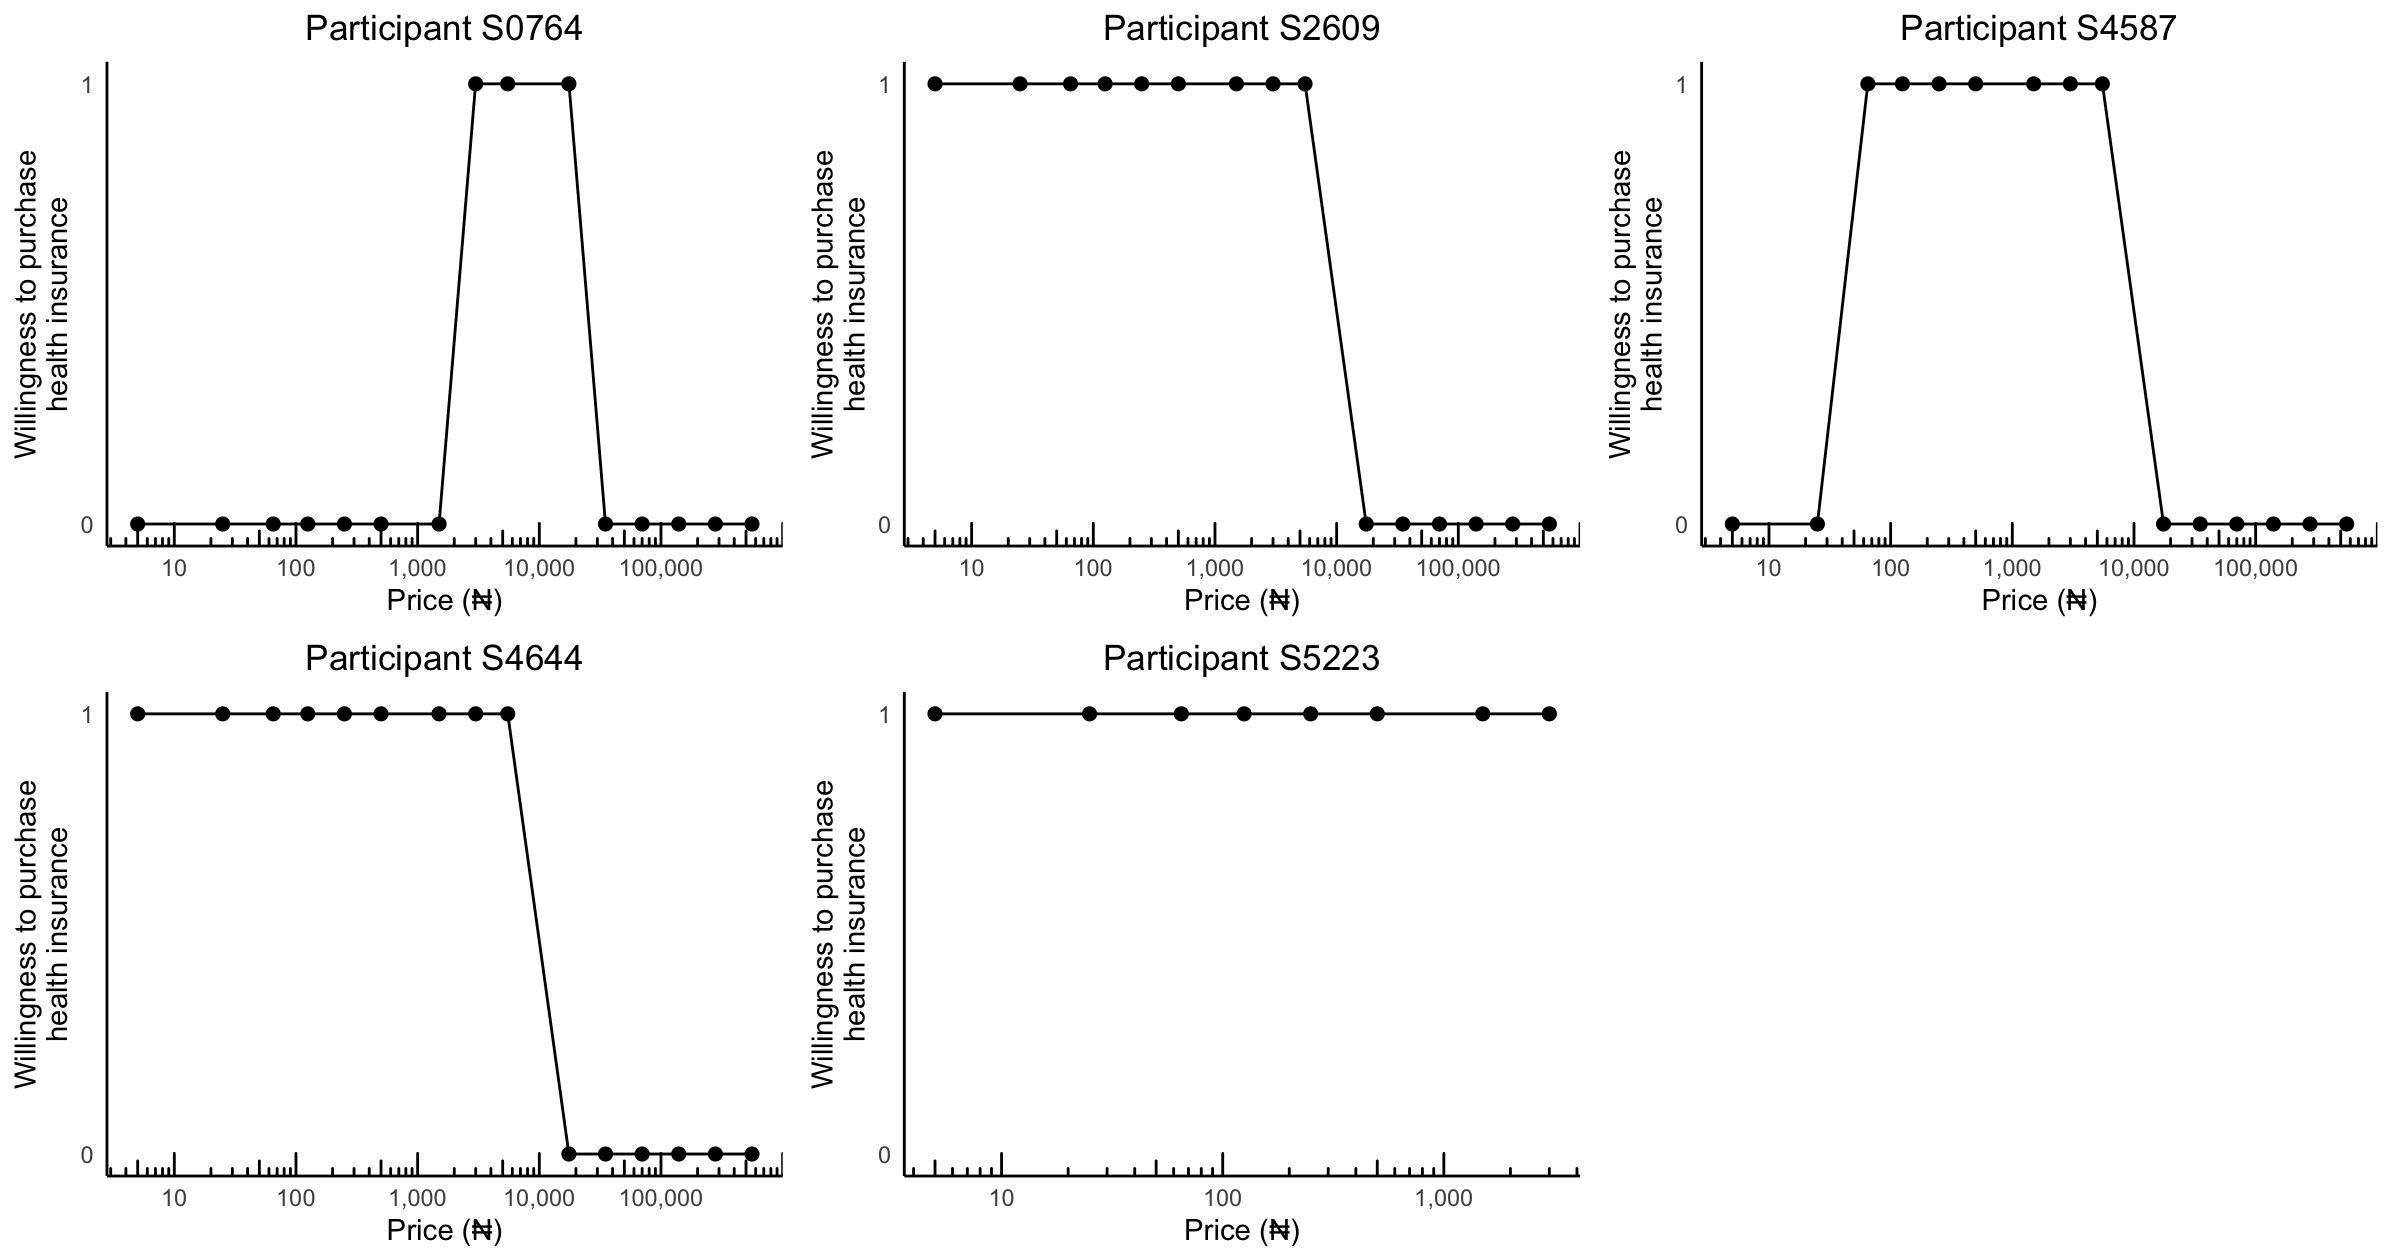 Participant S0764
Willingness to purchase
health insurance
1
0
10 100 1,000 10,000 100,000
Price (₦)
Participant S2609
Willingness to purchase
health insurance
1
0
10 100 1,000 10,000 100,000
Price (₦)
Participant S4587
Willingness to purchase
health insurance
1
0
10 100 1,000 10,000 100,000
Price (₦)
Participant S4644
Willingness to purchase
health insurance
1
0
10 100 1,000 10,000 100,000
Price (₦)
Participant S5223
Willingness to purchase
health insurance
1
0
10 100 1,000
Price (₦)